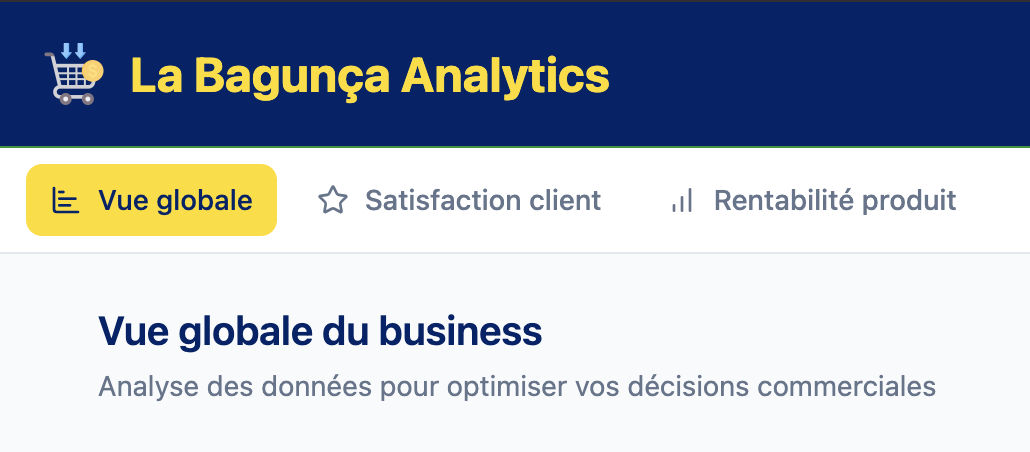 La Bagunça Analytics
Vue globale
Satisfaction client
Rentabilité produit
Vue globale du business
Analyse des données pour optimiser vos décisions commerciales